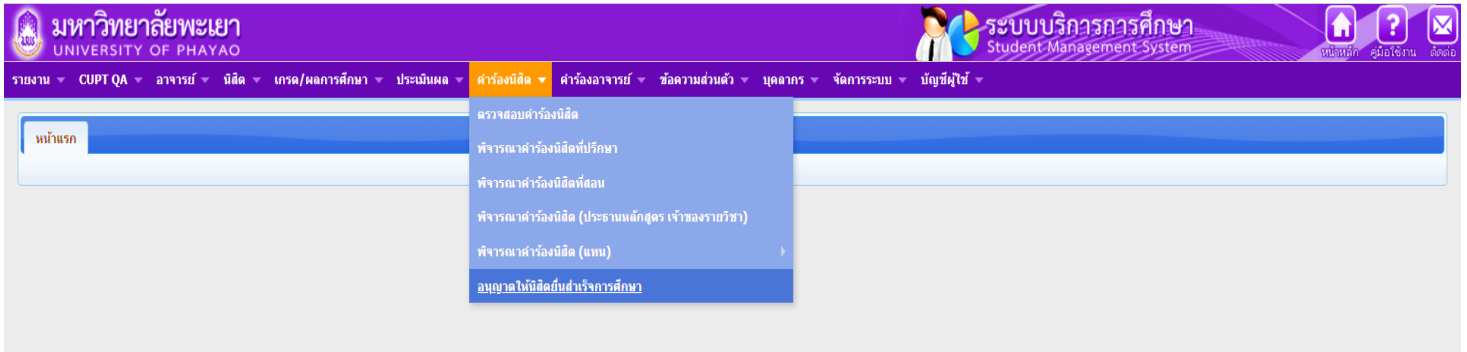 มหาวิทยาลัยพะเยา
UNIVERSITY OF PHAYAO
ระบบบริการการศึกษา
Student Management System
หน้าหลัก คู่มือใช้งาน ติดต่อ
รายงาน CUPT QA อาจารย์ นิสิต เกรด/ผลการศึกษา ประเมินผล คำร้องนิสิต คำร้องอาจารย์ ข้อความส่วนตัว บุคลากร จัดการระบบ บัญชีผู้ใช้
หน้าแรก
ตรวจสอบคำร้องนิสิต
พิจารณาคำร้องนิสิตที่ปรึกษา
พิจารณาคำร้องนิสิตที่สอน
พิจารณาคำร้องนิสิต (ประธานหลักสูตร เจ้าของรายวิชา)
พิจารณาคำร้องนิสิต (แทน)
อนุญาตให้นิสิตยื่นสำเร็จการศึกษา